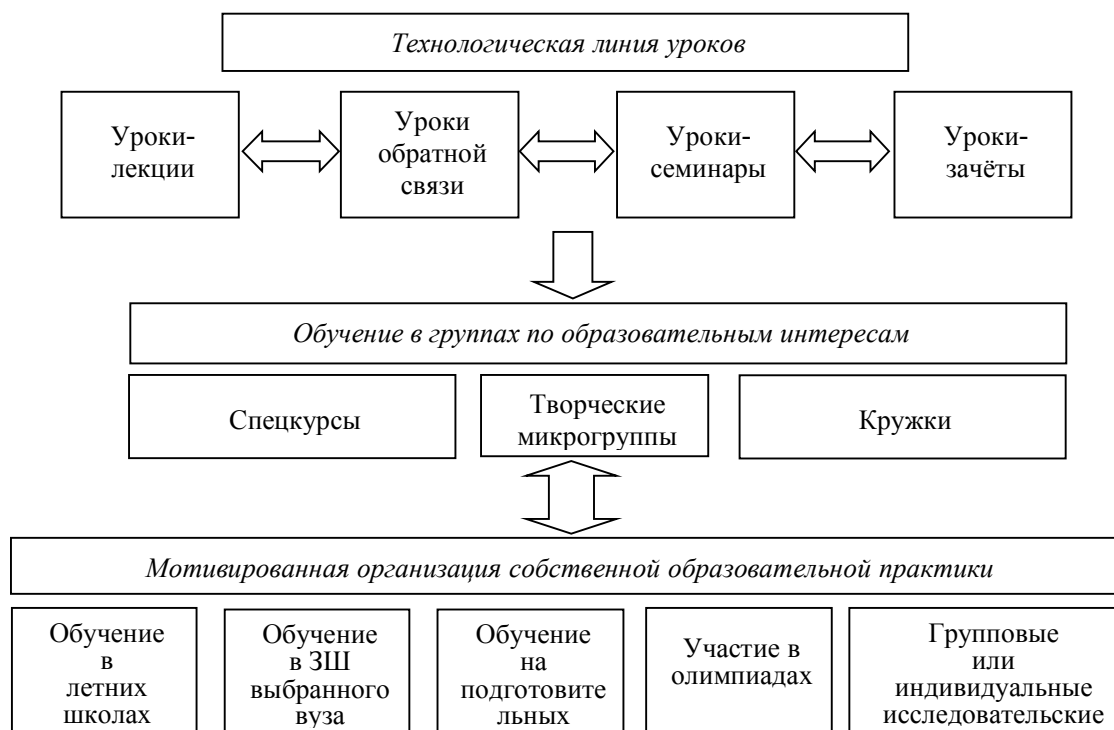 Технологическая линия уроков
Уроки-
лекции
Уроки
обратной
связи
Уроки-
семинары
Уроки-
зачёты
Обучение в группах по образовательным интересам
Спецкурсы
Творческие
микрогруппы
Кружки
Мотивированная организация собственной образовательной практики
Обучение
в
летних
школах
Обучение
в ЗШ
выбранного
вуза
Обучение
на
подготовите
льных
Участие в
олимпиадах
Групповые
или
индивидуальные
исследовательские